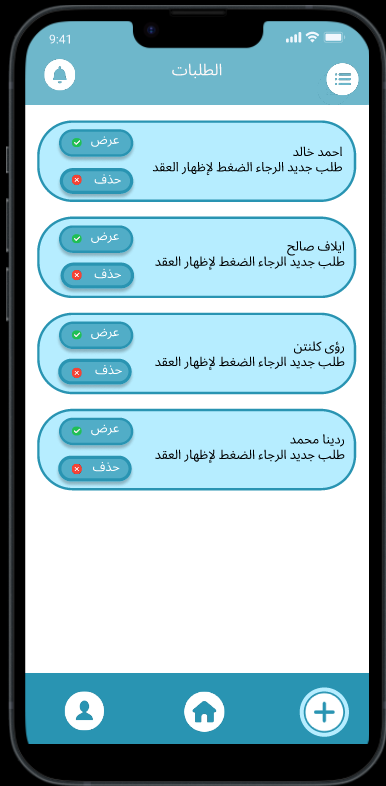 9:41
الطلبات
احمد خالد
طلب جديد الرجاء الضغط لإظهار العقد
عرض
حذف
ايلاف صالح
طلب جديد الرجاء الضغط لإظهار العقد
عرض
حذف
رؤى كلنتن
طلب جديد الرجاء الضغط لإظهار العقد
عرض
حذف
ردينا محمد
طلب جديد الرجاء الضغط لإظهار العقد
عرض
حذف